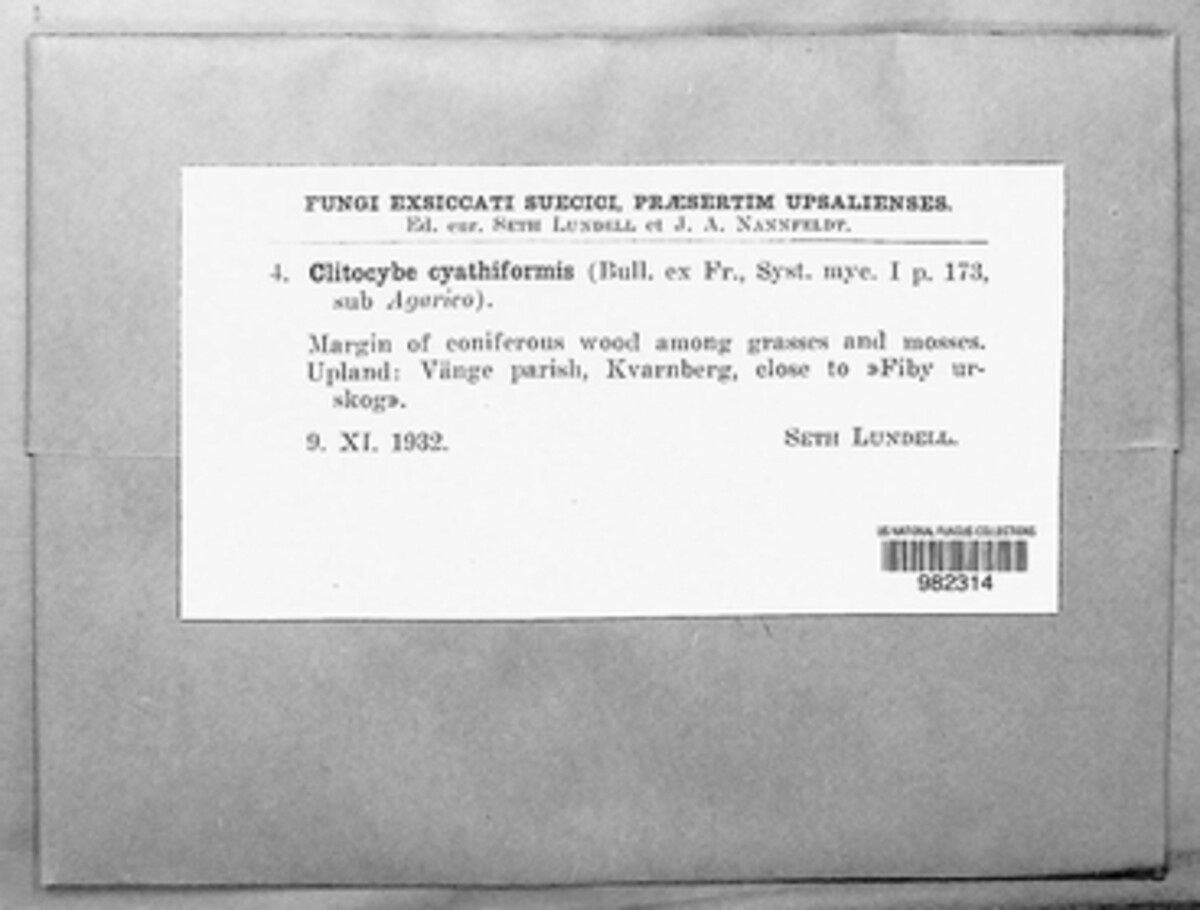 FUNGI EXSICCATI SUECICI, PRÆSERTIM UPSALIENSES.
Ed. cur. SETH LUNDELL et J. A. NANNFELDT.
4. Clitocybe cyathiformis (Bull. ex Fr., Syst. myc. I p. 173,
sub Agarico).
Margin of coniferous wood among grasses and mosses.
Upland: Vänge parish, Kvarnberg, close to »Fiby ur-
skog».
9. XI. 1932.
SETH LUNDELL.
US NATIONAL FUNGUS COLLECTIONS
982314